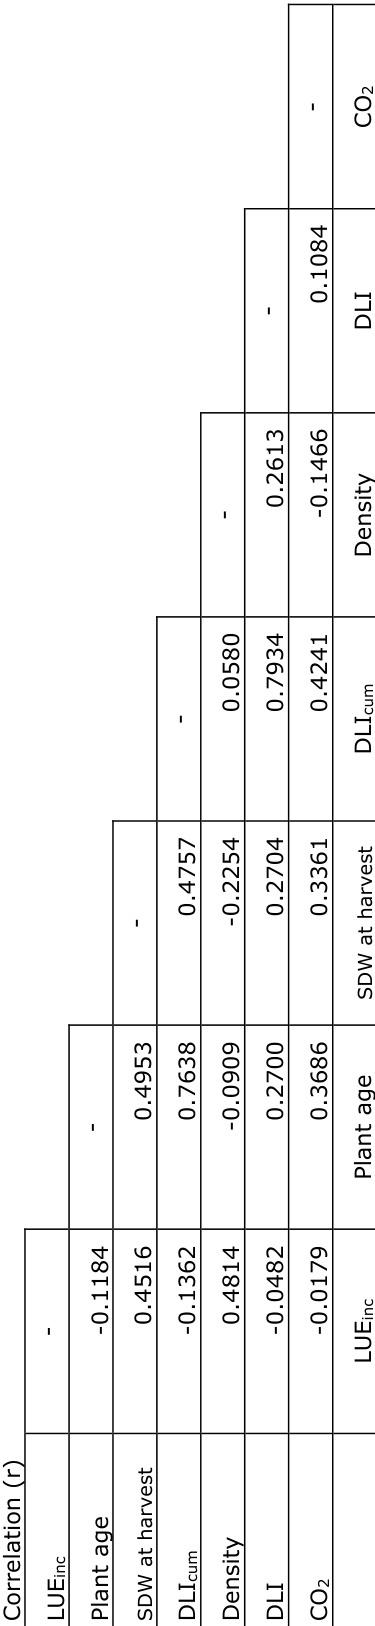 Correlation (r)
LUEinc -
Plant age -0.1184 -
SDW at harvest 0.4516 0.4953 -
DLIcum -0.1362 0.7638 0.4757 -
Density 0.4814 -0.0909 -0.2254 0.0580 -
DLI -0.0482 0.2700 0.2704 0.7934 0.2613 -
CO2 -0.0179 0.3686 0.3361 0.4241 -0.1466 0.1084 -
LUEinc Plant age SDW at harvest DLIcum Density DLI CO2